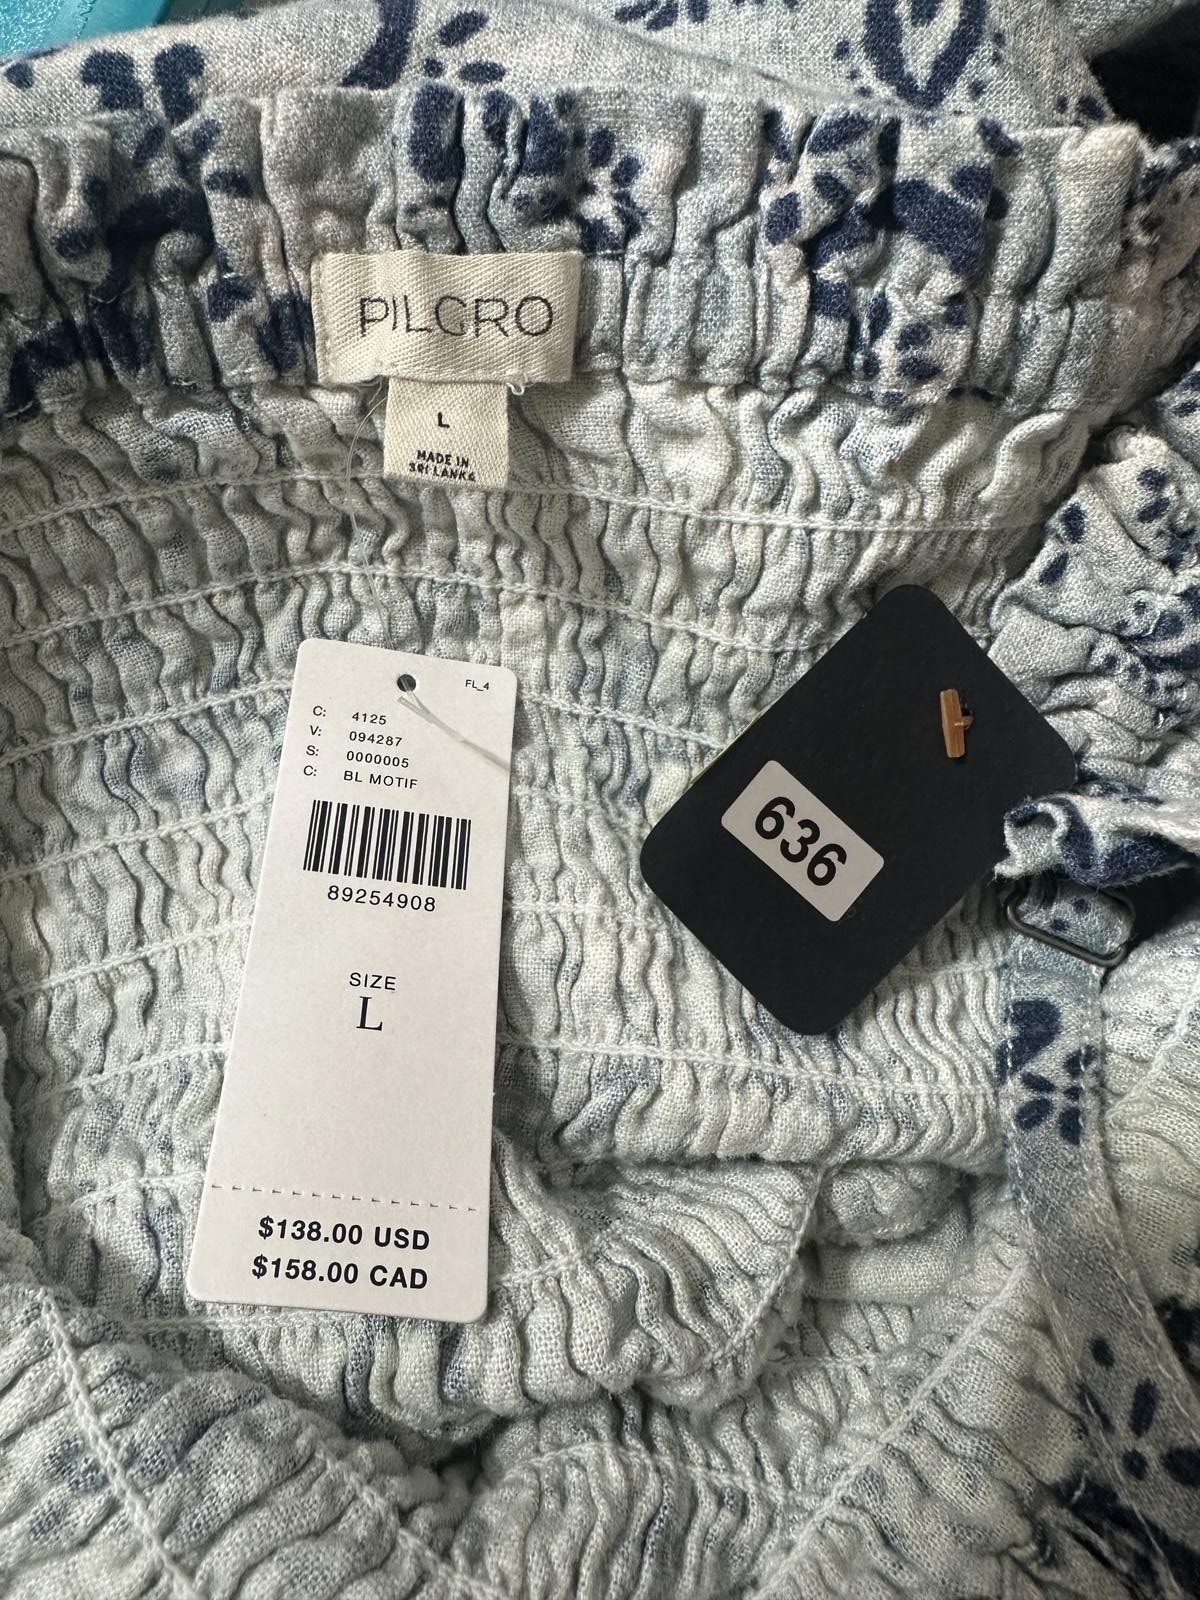 PILCRO
L
MADE IN
SRI LANKA
FL_4
C: 4125
V: 094287
S: 0000005
C: BL MOTIF
89254908
SIZE
L
$138.00 USD
$158.00 CAD
636